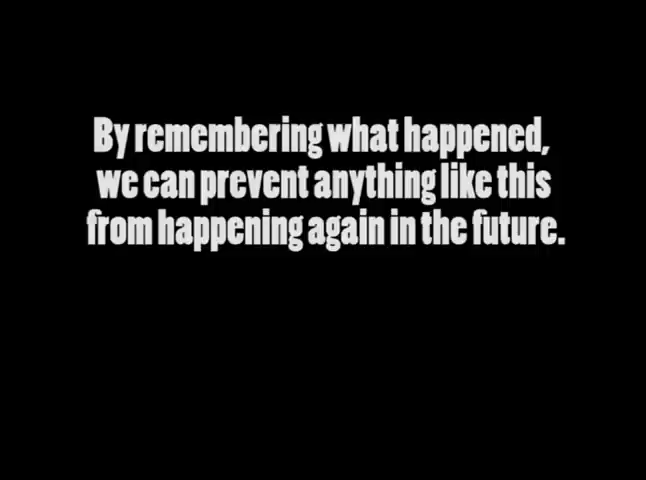 By remembering what happened,
we can prevent anything like this
from happening again in the future.